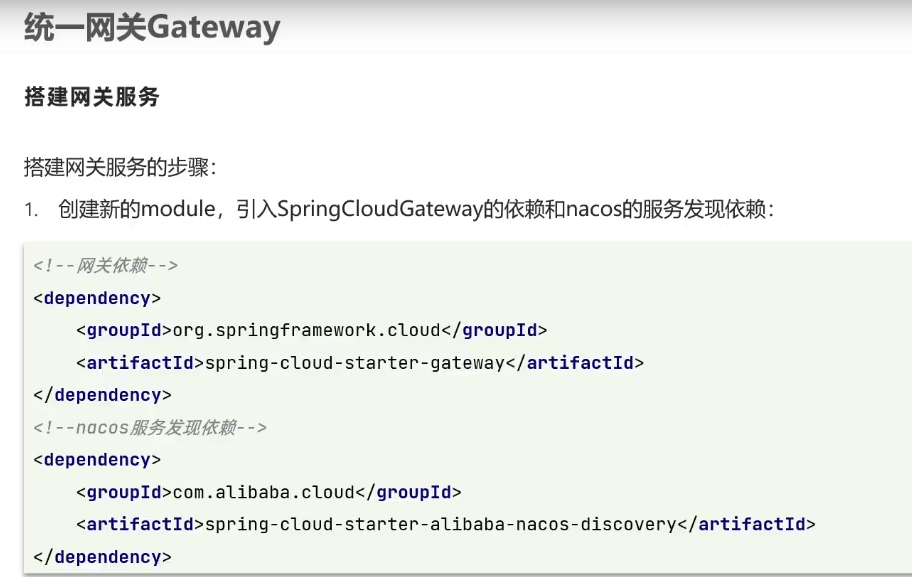 统一网关Gateway
搭建网关服务
搭建网关服务的步骤：
1. 创建新的module，引入SpringCloudGateway的依赖和nacos的服务发现依赖：
<!--网关依赖-->
<dependency>
    <groupId>org.springframework.cloud</groupId>
    <artifactId>spring-cloud-starter-gateway</artifactId>
</dependency>
<!--nacos服务发现依赖-->
<dependency>
    <groupId>com.alibaba.cloud</groupId>
    <artifactId>spring-cloud-starter-alibaba-nacos-discovery</artifactId>
</dependency>